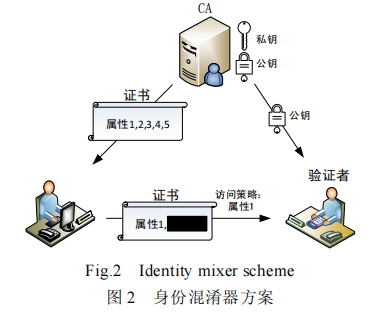 CA
私钥
公钥
证书
属性1,2,3,4,5
公钥
验证者
证书
访问策略:
属性1
属性1,
Fig.2 Identity mixer scheme
图 2 身份混淆器方案